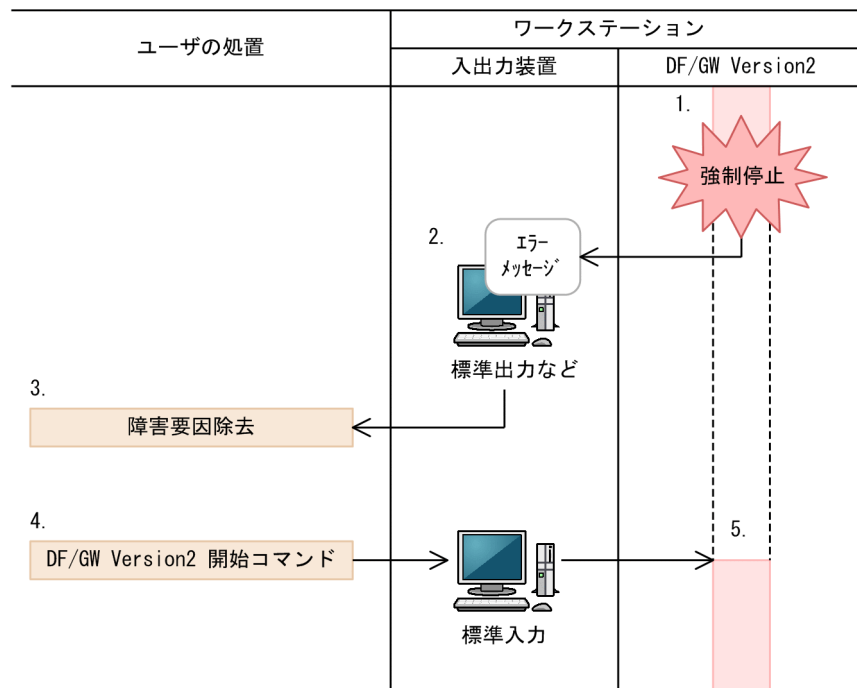 ユーザの処置
ワークステーション
入出力装置
DF/GW Version2
1.
強制停止
2.
エラー
メッセージ
標準出力など
3.
障害要因除去
4.
DF/GW Version2 開始コマンド
5.
標準入力